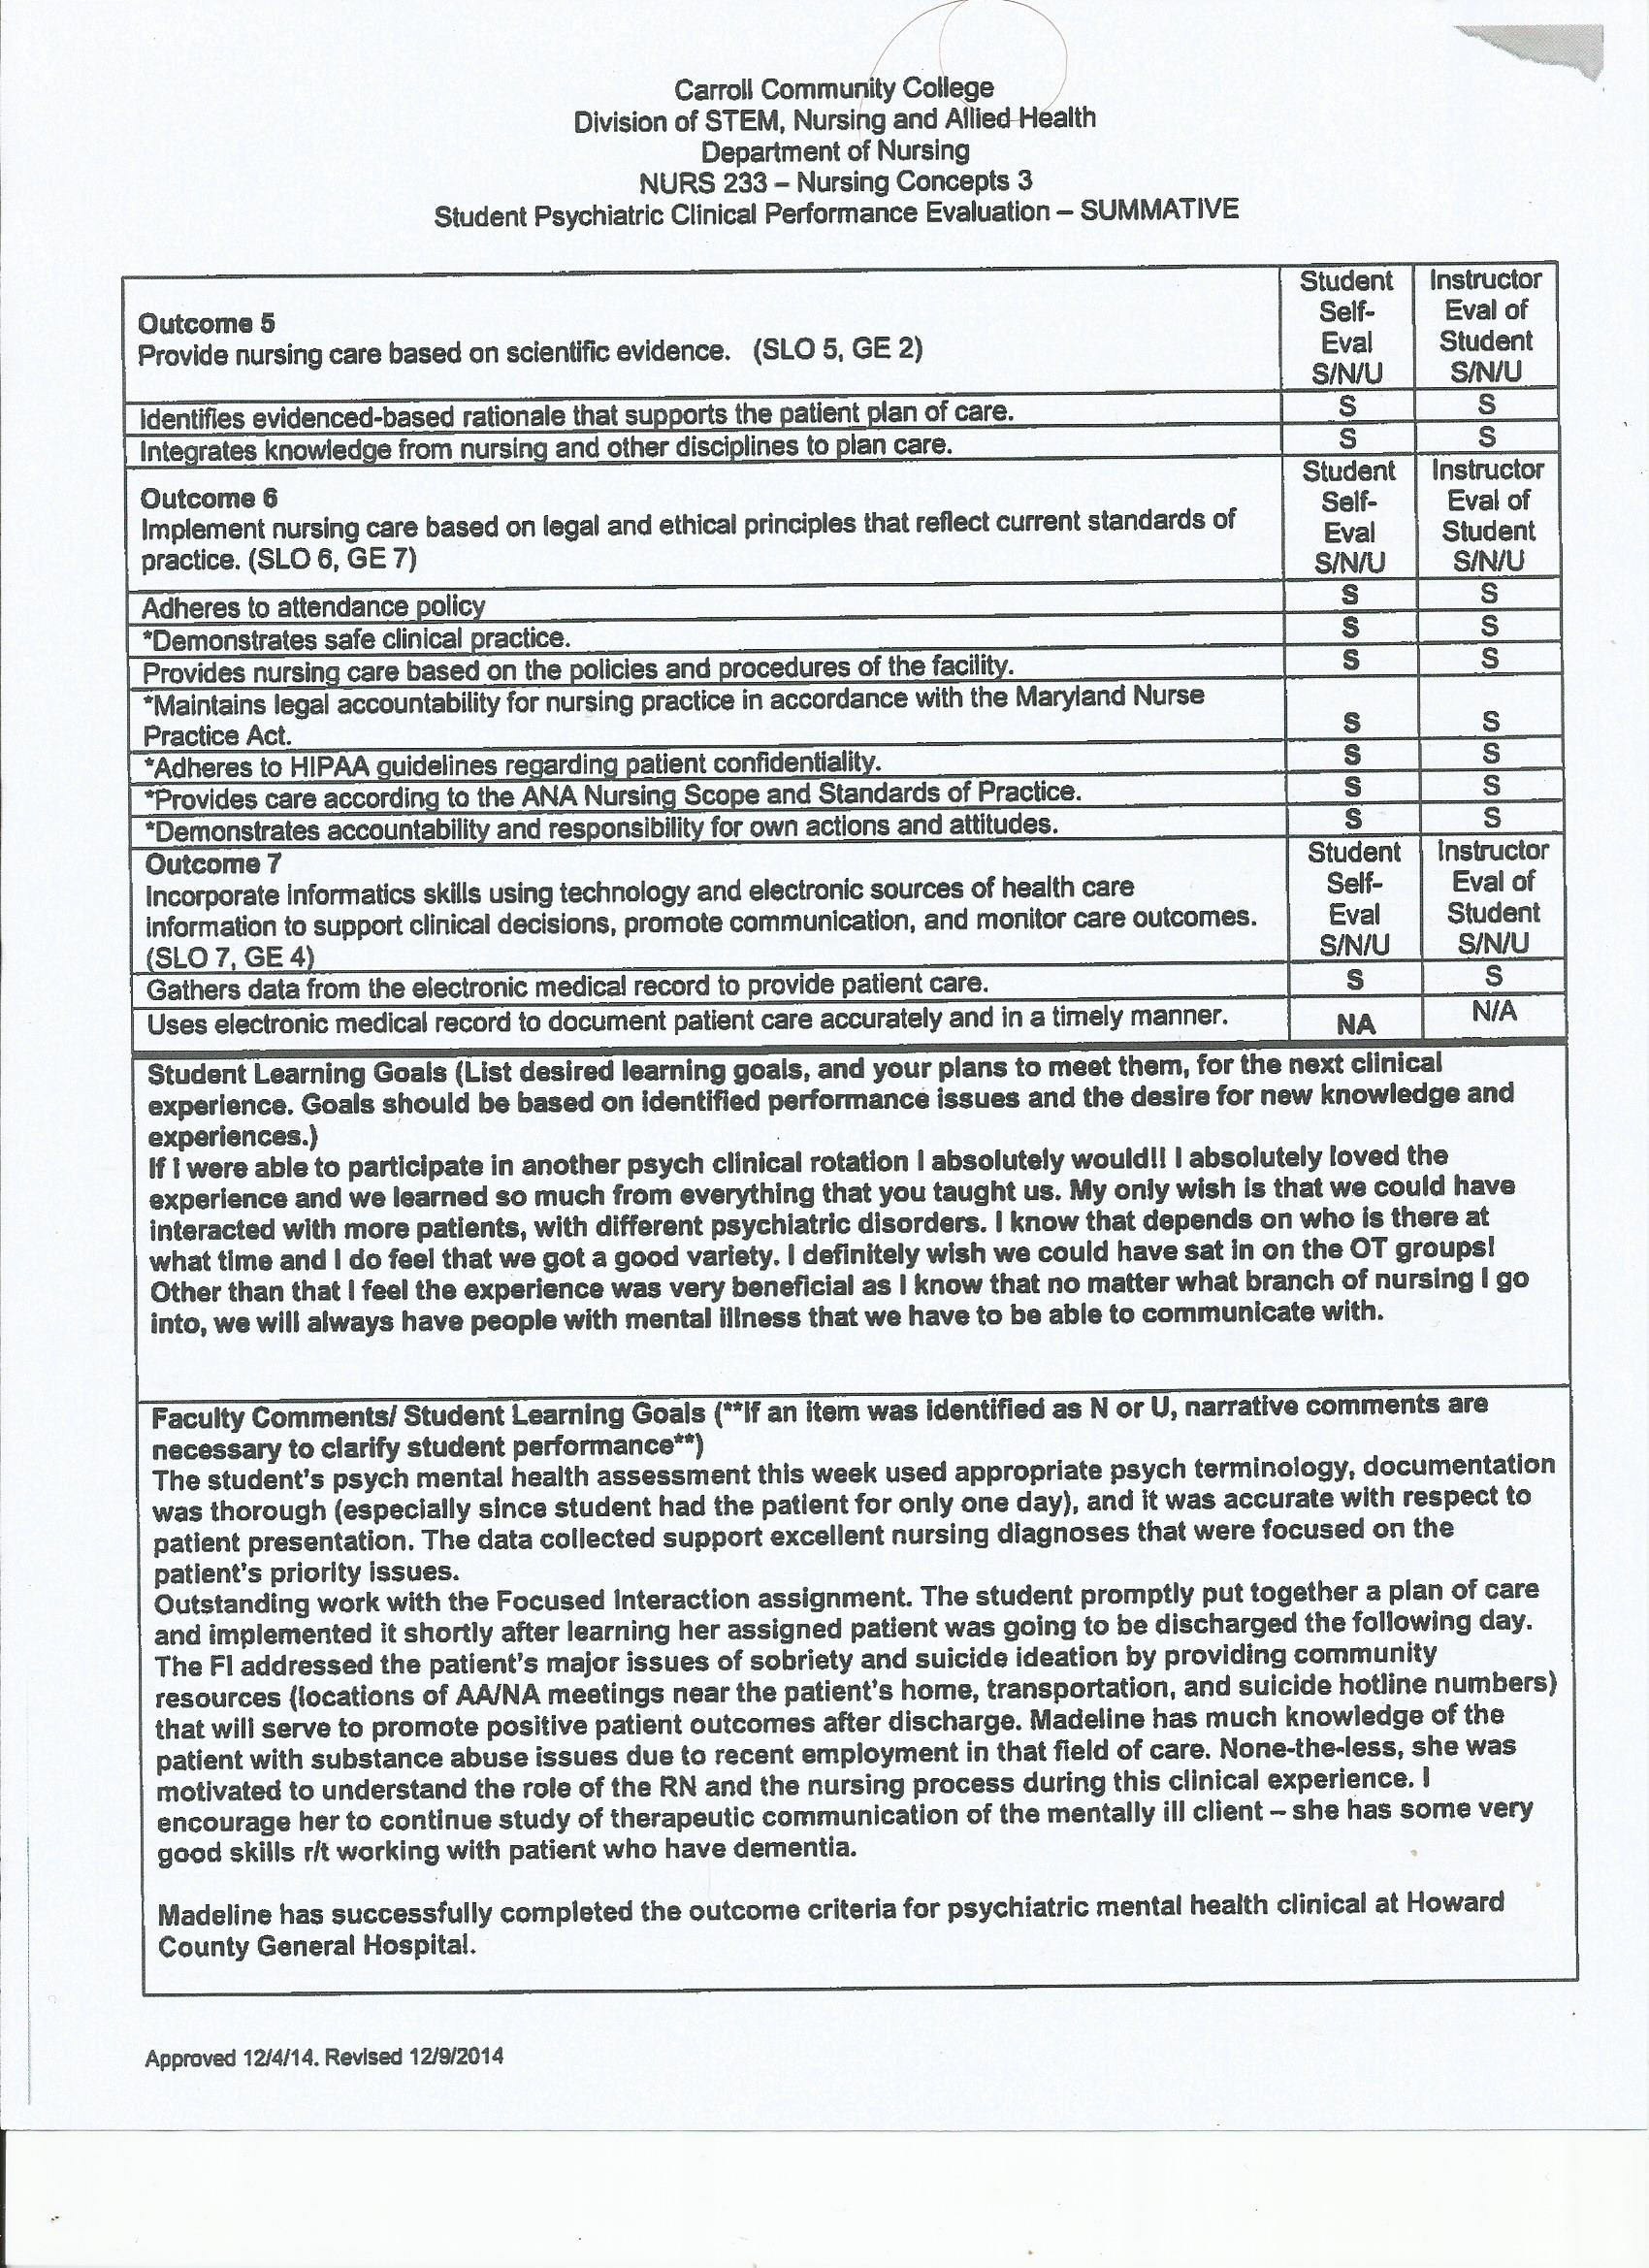 Carroll Community College
Division of STEM, Nursing and Allied Health
Department of Nursing
NURS 233 – Nursing Concepts 3
Student Psychiatric Clinical Performance Evaluation – SUMMATIVE
Outcome 5
Provide nursing care based on scientific evidence. (SLO 5, GE 2)
Student
Self-
Eval
S/N/U
Instructor
Eval of
Student
S/N/U
Identifies evidenced-based rationale that supports the patient plan of care. S S
Integrates knowledge from nursing and other disciplines to plan care. S S
Outcome 6
Implement nursing care based on legal and ethical principles that reflect current standards of
practice. (SLO 6, GE 7)
Student
Self-
Eval
S/N/U
Instructor
Eval of
Student
S/N/U
Adheres to attendance policy S S
*Demonstrates safe clinical practice. S S
Provides nursing care based on the policies and procedures of the facility. S S
*Maintains legal accountability for nursing practice in accordance with the Maryland Nurse
Practice Act. S S
*Adheres to HIPAA guidelines regarding patient confidentiality. S S
*Provides care according to the ANA Nursing Scope and Standards of Practice. S S
*Demonstrates accountability and responsibility for own actions and attitudes. S S
Outcome 7
Incorporate informatics skills using technology and electronic sources of health care
information to support clinical decisions, promote communication, and monitor care outcomes.
(SLO 7, GE 4)
Student
Self-
Eval
S/N/U
Instructor
Eval of
Student
S/N/U
Gathers data from the electronic medical record to provide patient care. S S
Uses electronic medical record to document patient care accurately and in a timely manner. NA N/A
Student Learning Goals (List desired learning goals, and your plans to meet them, for the next clinical
experience. Goals should be based on identified performance issues and the desire for new knowledge and
experiences.)
If I were able to participate in another psych clinical rotation I absolutely would!! I absolutely loved the
experience and we learned so much from everything that you taught us. My only wish is that we could have
interacted with more patients, with different psychiatric disorders. I know that depends on who is there at
what time and I do feel that we got a good variety. I definitely wish we could have sat in on the OT groups!
Other than that I feel the experience was very beneficial as I know that no matter what branch of nursing I go
into, we will always have people with mental illness that we have to be able to communicate with.
Faculty Comments/ Student Learning Goals (**If an item was identified as N or U, narrative comments are
necessary to clarify student performance**)
The student's psych mental health assessment this week used appropriate psych terminology, documentation
was thorough (especially since student had the patient for only one day), and it was accurate with respect to
patient presentation. The data collected support excellent nursing diagnoses that were focused on the
patient's priority issues.
Outstanding work with the Focused Interaction assignment. The student promptly put together a plan of care
and implemented it shortly after learning her assigned patient was going to be discharged the following day.
The FI addressed the patient's major issues of sobriety and suicide ideation by providing community
resources (locations of AA/NA meetings near the patient's home, transportation, and suicide hotline numbers)
that will serve to promote positive patient outcomes after discharge. Madeline has much knowledge of the
patient with substance abuse issues due to recent employment in that field of care. None-the-less, she was
motivated to understand the role of the RN and the nursing process during this clinical experience. I
encourage her to continue study of therapeutic communication of the mentally ill client – she has some very
good skills r/t working with patient who have dementia.
Madeline has successfully completed the outcome criteria for psychiatric mental health clinical at Howard
County General Hospital.
Approved 12/4/14. Revised 12/9/2014